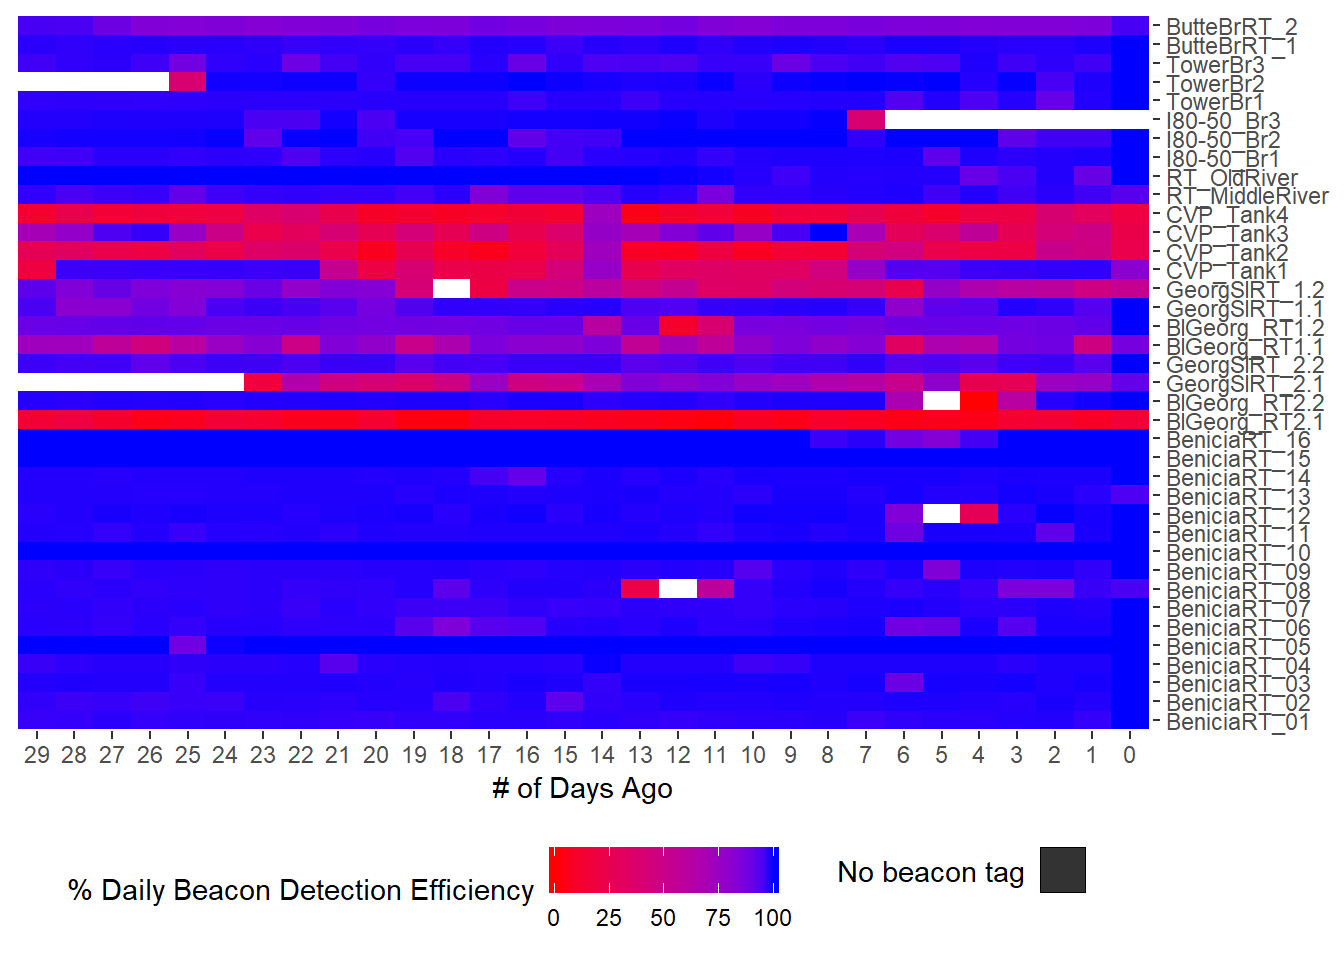 ButteBrRT_2
ButteBrRT_1
TowerBr3
TowerBr2
TowerBr1
I80-50_Br3
I80-50_Br2
I80-50_Br1
RT_OldRiver
RT_MiddleRiver
CVP_Tank4
CVP_Tank3
CVP_Tank2
CVP_Tank1
GeorgSlRT_1.2
GeorgSlRT_1.1
BlGeorg_RT1.2
BlGeorg_RT1.1
GeorgSlRT_2.2
GeorgSlRT_2.1
BlGeorg_RT2.2
BlGeorg_RT2.1
BeniciaRT_16
BeniciaRT_15
BeniciaRT_14
BeniciaRT_13
BeniciaRT_12
BeniciaRT_11
BeniciaRT_10
BeniciaRT_09
BeniciaRT_08
BeniciaRT_07
BeniciaRT_06
BeniciaRT_05
BeniciaRT_04
BeniciaRT_03
BeniciaRT_02
BeniciaRT_01
29 28 27 26 25 24 23 22 21 20 19 18 17 16 15 14 13 12 11 10 9 8 7 6 5 4 3 2 1 0
# of Days Ago
% Daily Beacon Detection Efficiency
0 25 50 75 100
No beacon tag